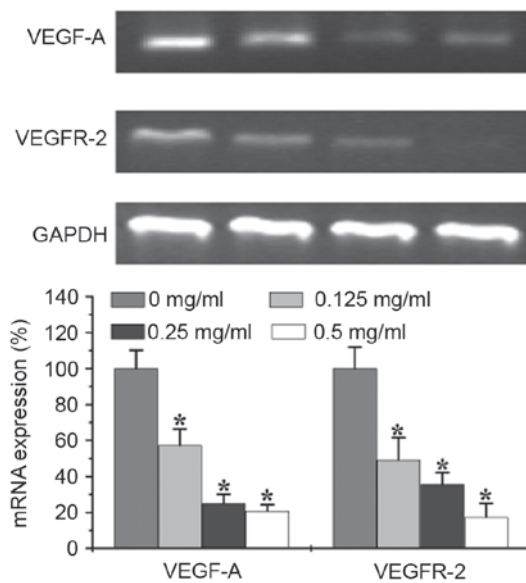 VEGF-A
VEGFR-2
GAPDH
140
120
100
80
60
40
20
0
mRNA expression (%)
0 mg/ml
0.125 mg/ml
0.25 mg/ml
0.5 mg/ml
*
*
*
*
*
*
VEGF-A
VEGFR-2